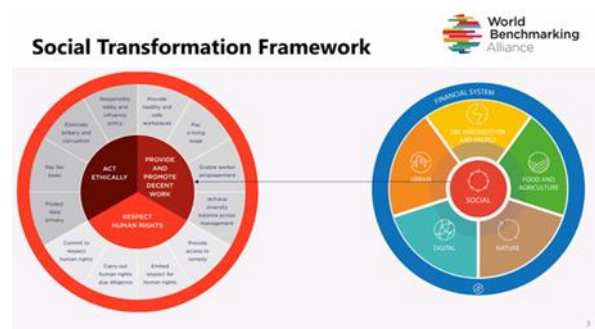 World
Benchmarking
Alliance
Social Transformation Framework
Responsibly
lobby and
influence
policy
Provide
healthy and
safe
workplaces
Eliminate
bribery and
corruption
Pay
a living
wage
Pay fair
taxes
Enable worker
empowerment
Protect
data
privacy
Achieve
diversity
balance across
management
Commit to
respect
human rights
Carry out
human rights
due diligence
Embed
respect for
human rights
Provide
access to
remedy
ACT
ETHICALLY
PROVIDE
AND
PROMOTE
DECENT
WORK
RESPECT
HUMAN RIGHTS
FINANCIAL SYSTEM
DECARBONISATION
AND ENERGY
URBAN
FOOD AND
AGRICULTURE
SOCIAL
DIGITAL
NATURE